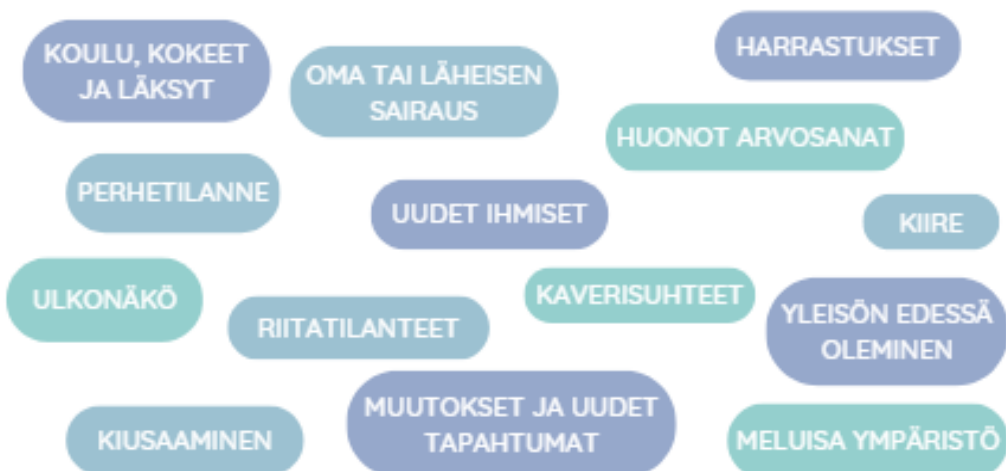 KOULU, KOKEET
JA LÄKSYT
OMA TAI LÄHEISEN
SAIRAUS
HARRASTUKSET
HUONOT ARVOSANAT
PERHETILANNE
UUDET IHMISET
KIIRE
ULKONÄKÖ
RIITATILANTEET
KAVERISUHTEET
YLEISÖN EDESSÄ
OLEMINEN
KIUSAAMINEN
MUUTOKSET JA UUDET
TAPAHTUMAT
MELUISA YMPÄRISTÖ